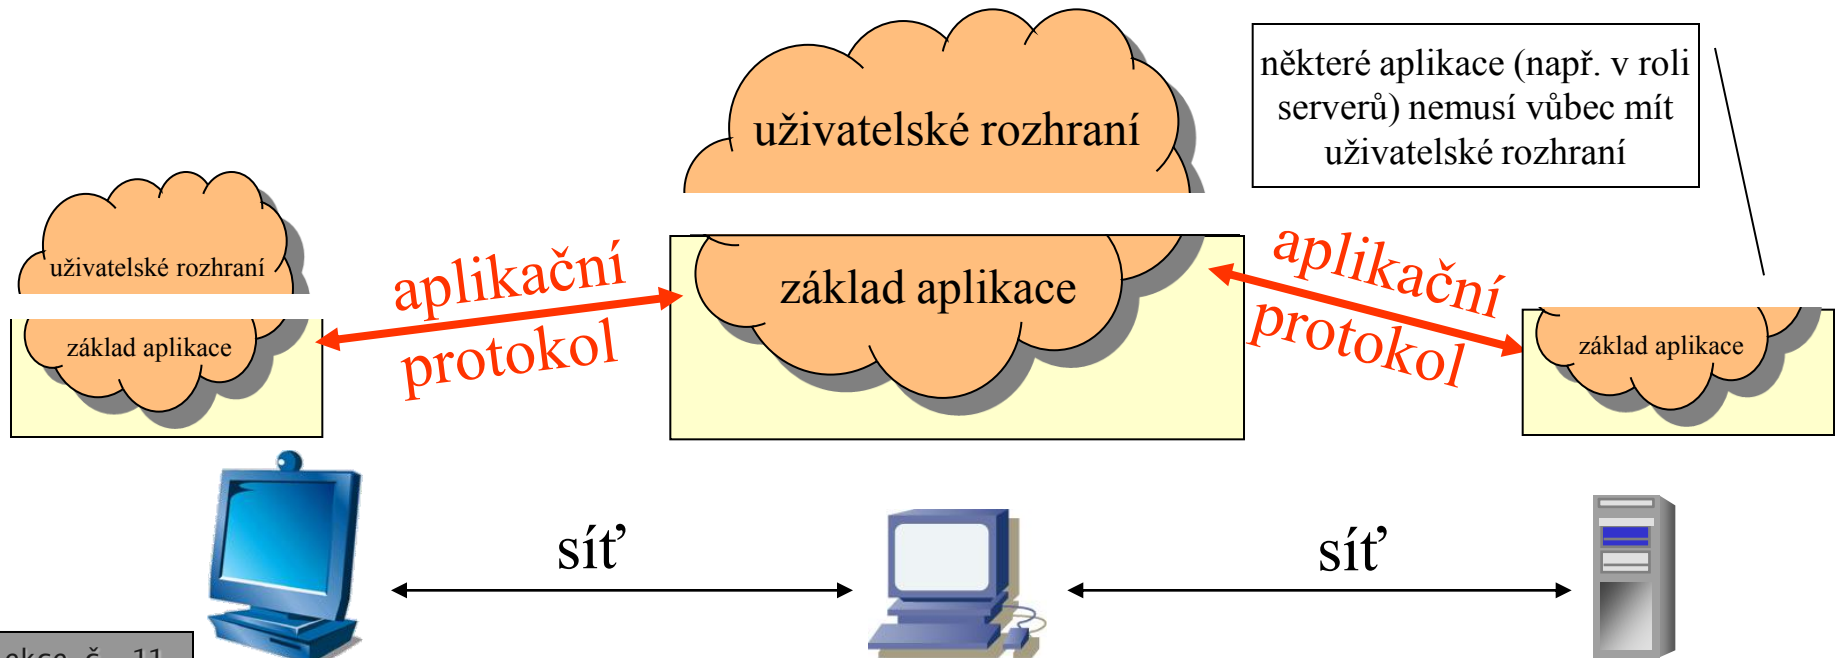 některé aplikace (např. v roli
serverů) nemusí vůbec mít
uživatelské rozhraní
uživatelské rozhraní
uživatelské rozhraní
základ aplikace
aplikační
protokol
základ aplikace
aplikační
protokol
základ aplikace
síť
síť